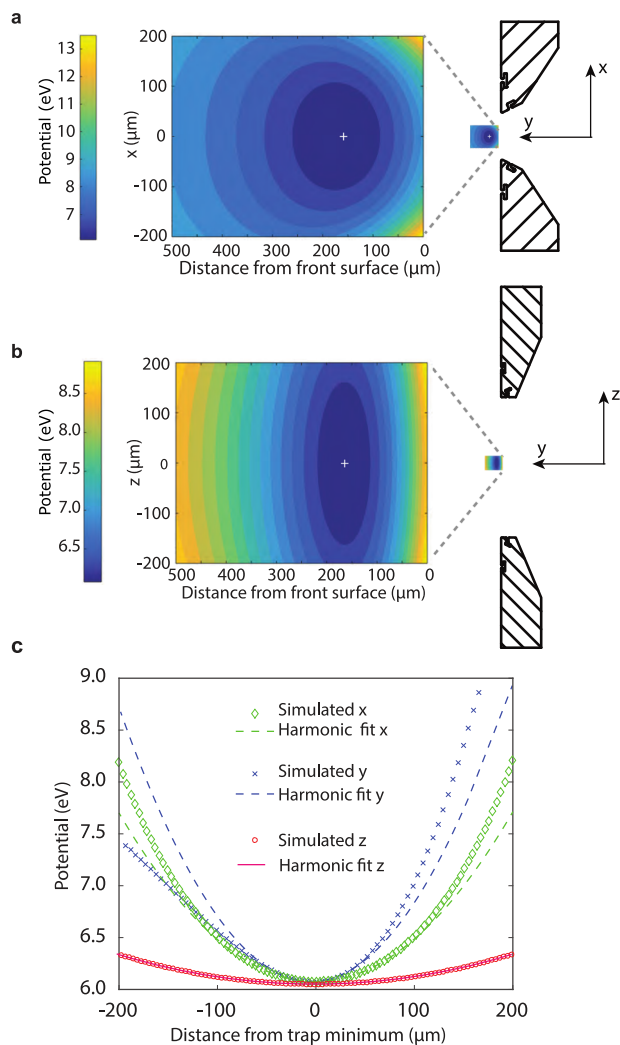 a
13
12
11
10
9
8
7
Potential (eV)
200
100
0
-100
-200
x (µm)
500 400 300 200 100 0
Distance from front surface (µm)
x
y
b
8.5
8.0
7.5
7.0
6.5
Potential (eV)
200
100
0
-100
-200
z (µm)
500 400 300 200 100 0
Distance from front surface (µm)
z
y
c
9.0
8.5
8.0
7.5
7.0
6.5
6.0
Potential (eV)
Simulated x
Harmonic fit x
Simulated y
Harmonic fit y
Simulated z
Harmonic fit z
-200 -100 0 100 200
Distance from trap minimum (µm)